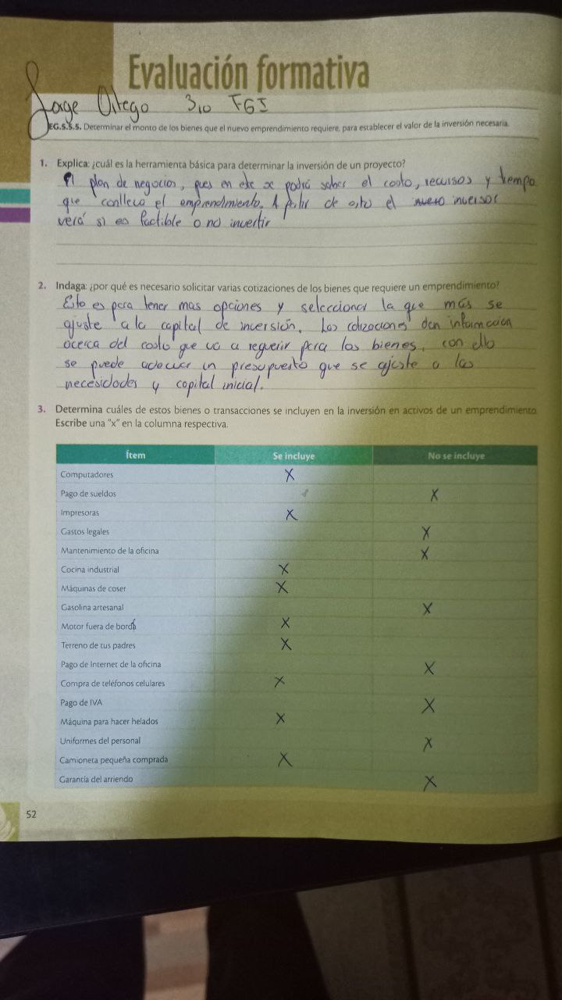 Evaluación formativa
Jorge Ortego 3ro FGI
EG.5.5.5. Determinar el monto de los bienes que el nuevo emprendimiento requiere, para establecer el valor de la inversión necesaria.
1. Explica: ¿cuál es la herramienta básica para determinar la inversión de un proyecto?
El plan de negocios, pues en este se podrá saber el costo, recursos y tiempo
que conlleva el emprendimiento. A partir de esto el inversor
verá si es factible o no invertir
2. Indaga: ¿por qué es necesario solicitar varias cotizaciones de los bienes que requiere un emprendimiento?
Esto es para tener mas opciones y seleccionar la que más se
ajuste a la capital de inversión. Las cotizaciones dan información
acerca del costo que va a requerir para los bienes, con ello
se puede adecuar un presupuesto que se ajuste a las
necesidades y capital inicial.
3. Determina cuáles de estos bienes o transacciones se incluyen en la inversión en activos de un emprendimiento.
Escribe una "x" en la columna respectiva.
Ítem Se incluye No se incluye
Computadores X
Pago de sueldos X
Impresoras X
Gastos legales X
Mantenimiento de la oficina X
Cocina industrial X
Máquinas de coser X
Gasolina artesanal X
Motor fuera de borda X
Terreno de tus padres X
Pago de Internet de la oficina X
Compra de teléfonos celulares X
Pago de IVA X
Máquina para hacer helados X
Uniformes del personal X
Camioneta pequeña comprada X
Garantía del arriendo X
52